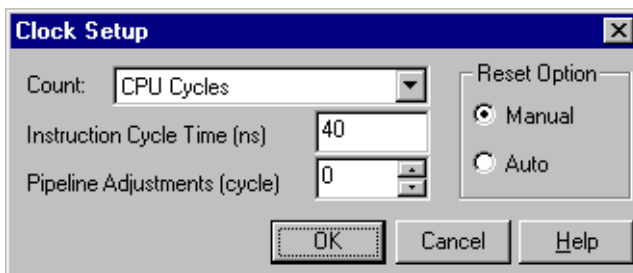 Clock Setup
Count: CPU Cycles
Instruction Cycle Time (ns) 40
Pipeline Adjustments (cycle) 0
Reset Option
Manual
Auto
OK Cancel Help